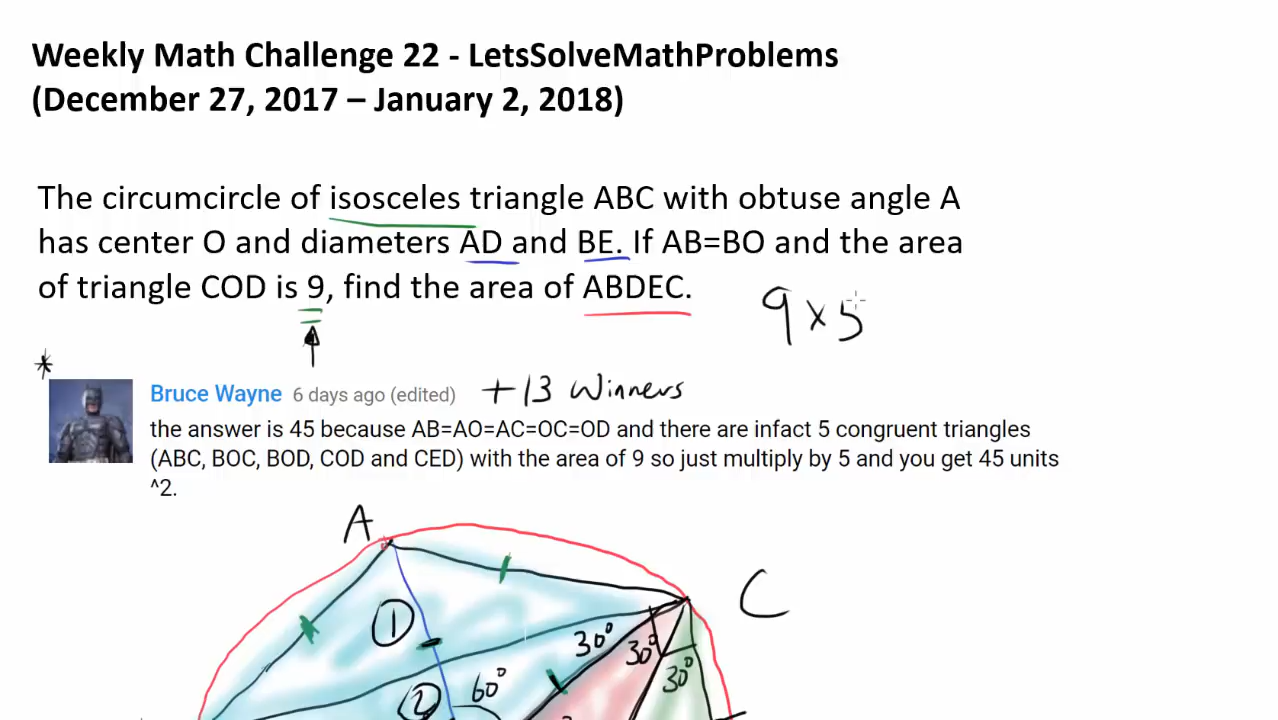 Weekly Math Challenge 22 - LetsSolveMathProblems
(December 27, 2017 – January 2, 2018)
The circumcircle of isosceles triangle ABC with obtuse angle A
has center O and diameters AD and BE. If AB=BO and the area
of triangle COD is 9, find the area of ABDEC.
9 x 5
*
Bruce Wayne 6 days ago (edited) +13 Winners
the answer is 45 because AB=AO=AC=OC=OD and there are infact 5 congruent triangles
(ABC, BOC, BOD, COD and CED) with the area of 9 so just multiply by 5 and you get 45 units
^2.
A
C
1
30° 30° 30°
2 60°